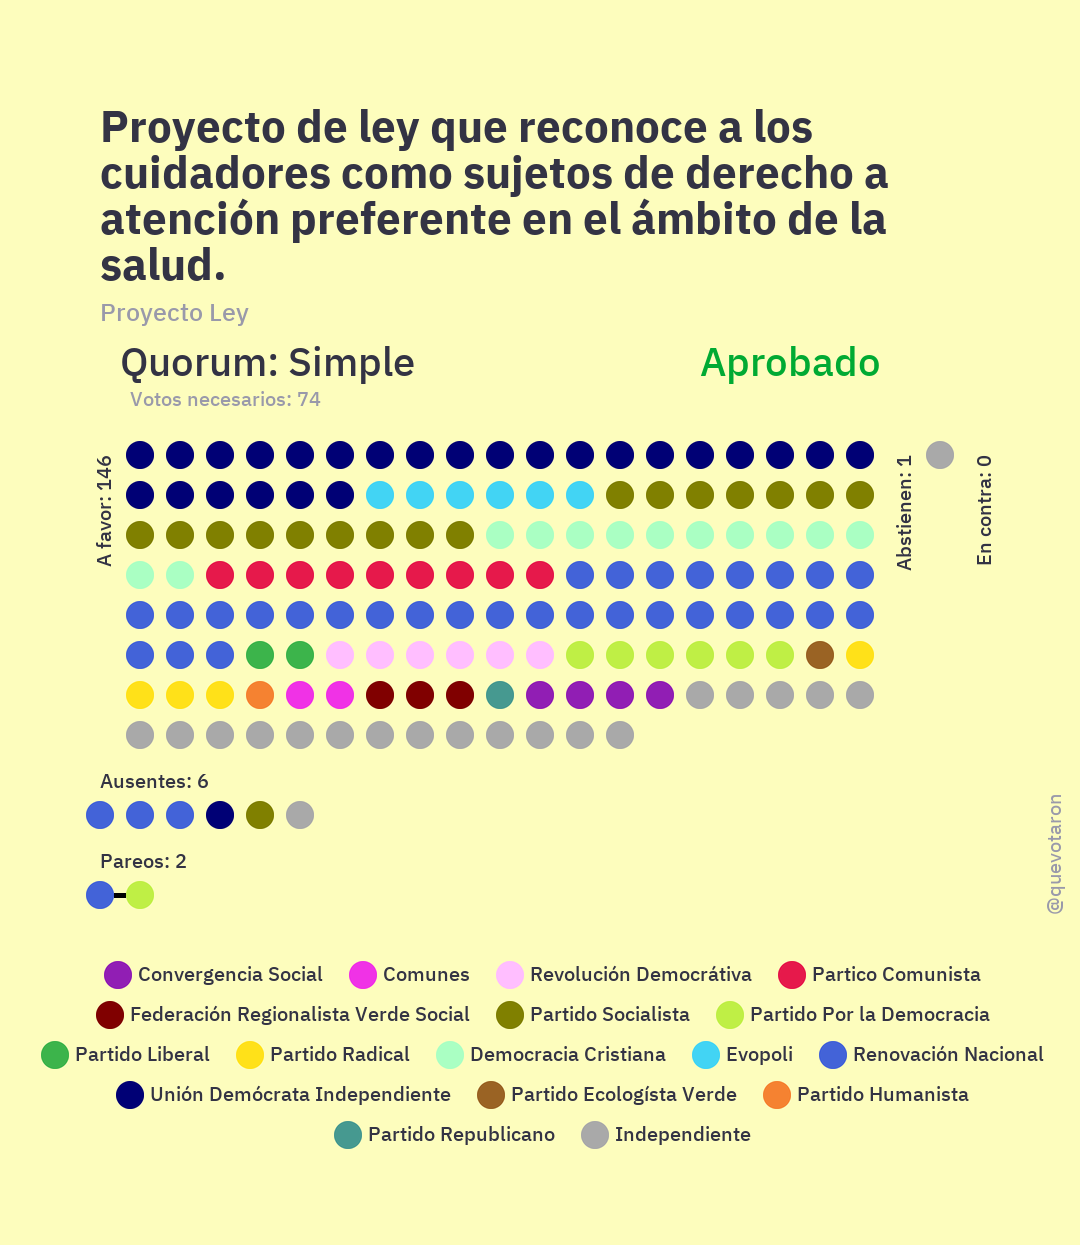 Proyecto de ley que reconoce a los
cuidadores como sujetos de derecho a
atención preferente en el ámbito de la
salud.
Proyecto Ley
Quorum: Simple
Aprobado
Votos necesarios: 74
A favor: 146
Abstienen: 1
En contra: 0
Ausentes: 6
Pareos: 2
@quevotaron
Convergencia Social
Comunes
Revolución Democrátiva
Partico Comunista
Federación Regionalista Verde Social
Partido Socialista
Partido Por la Democracia
Partido Liberal
Partido Radical
Democracia Cristiana
Evopoli
Renovación Nacional
Unión Demócrata Independiente
Partido Ecologísta Verde
Partido Humanista
Partido Republicano
Independiente